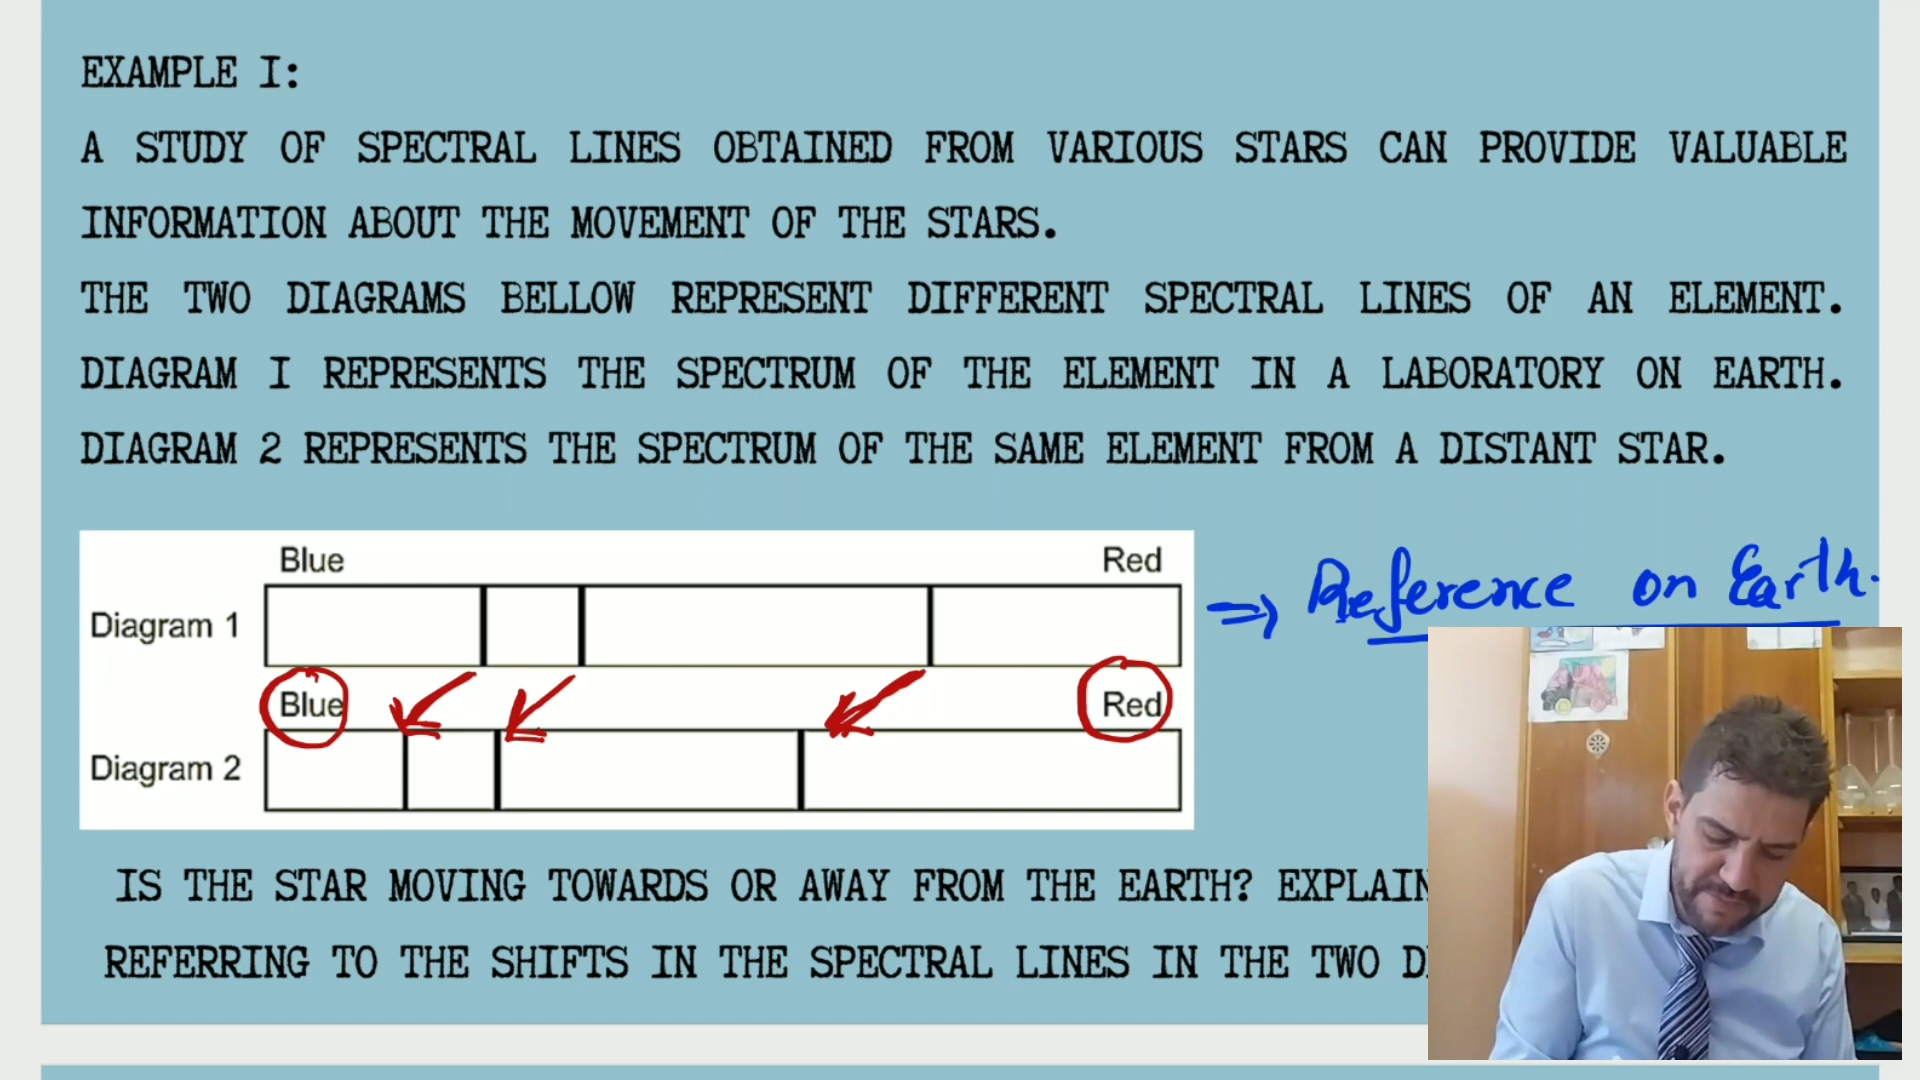 EXAMPLE I:
A STUDY OF SPECTRAL LINES OBTAINED FROM VARIOUS STARS CAN PROVIDE VALUABLE
INFORMATION ABOUT THE MOVEMENT OF THE STARS.
THE TWO DIAGRAMS BELLOW REPRESENT DIFFERENT SPECTRAL LINES OF AN ELEMENT.
DIAGRAM I REPRESENTS THE SPECTRUM OF THE ELEMENT IN A LABORATORY ON EARTH.
DIAGRAM 2 REPRESENTS THE SPECTRUM OF THE SAME ELEMENT FROM A DISTANT STAR.
Blue Red
Diagram 1
⇒ Reference on Earth.
Blue Red
Diagram 2
IS THE STAR MOVING TOWARDS OR AWAY FROM THE EARTH? EXPLAIN
REFERRING TO THE SHIFTS IN THE SPECTRAL LINES IN THE TWO